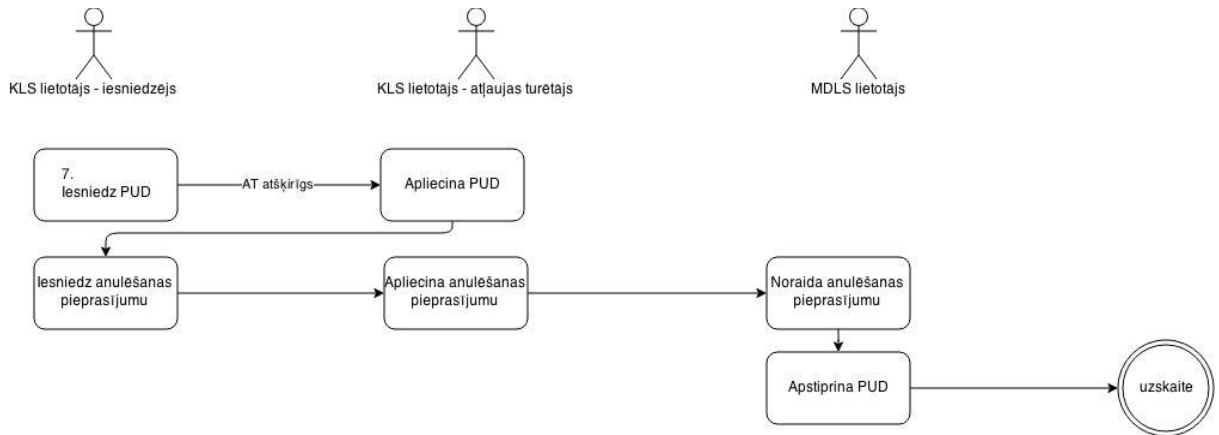 KLS lietotājs - iesniedzējs
KLS lietotājs - atļaujas turētājs
MDLS lietotājs
7.
Iesniedz PUD
AT atšķirīgs
Apliecina PUD
Iesniedz anulēšanas
pieprasījumu
Apliecina anulēšanas
pieprasījumu
Noraida anulēšanas
pieprasījumu
Apstiprina PUD
uzskaite